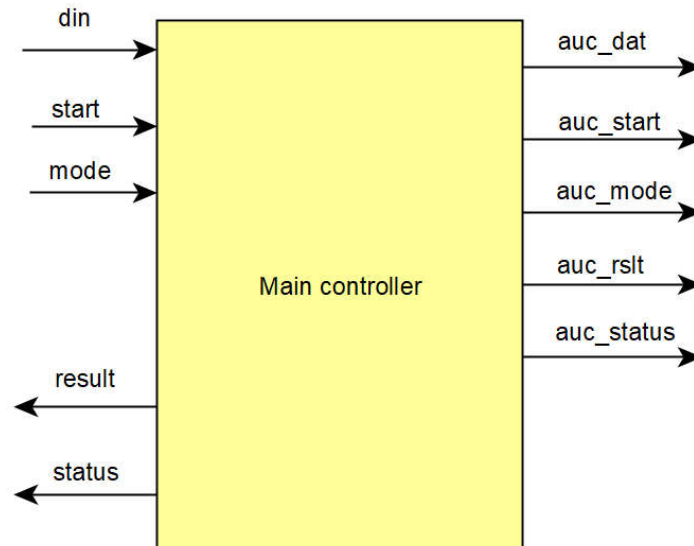 din
start
mode
result
status
Main controller
auc_dat
auc_start
auc_mode
auc_rslt
auc_status